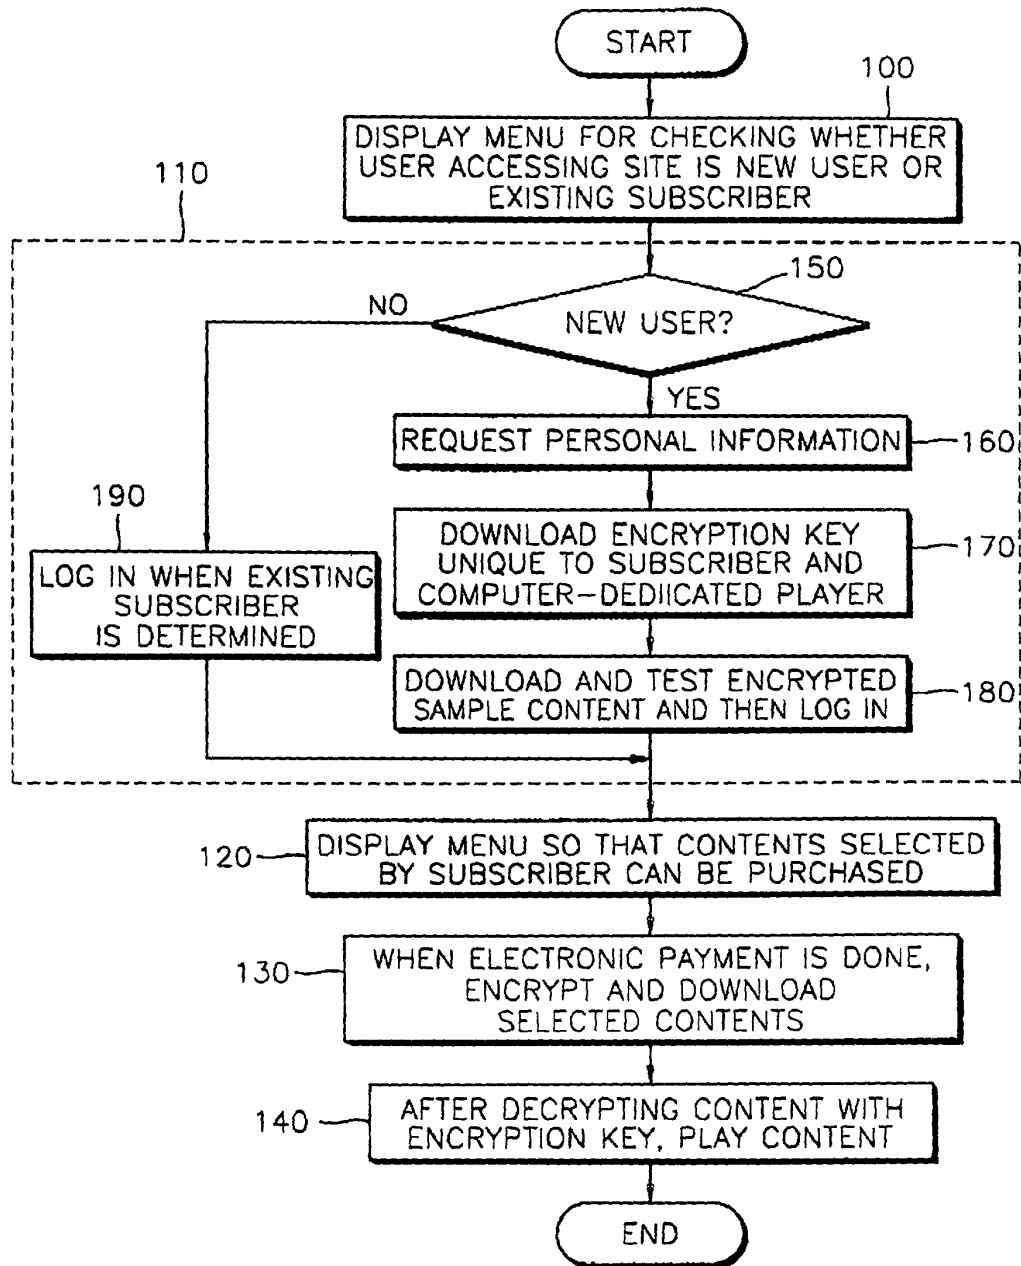 START
100
DISPLAY MENU FOR CHECKING WHETHER
USER ACCESSING SITE IS NEW USER OR
EXISTING SUBSCRIBER
110
150
NO
NEW USER?
YES
REQUEST PERSONAL INFORMATION
160
190
DOWNLOAD ENCRYPTION KEY
UNIQUE TO SUBSCRIBER AND
COMPUTER-DEDIICATED PLAYER
170
LOG IN WHEN EXISTING
SUBSCRIBER
IS DETERMINED
DOWNLOAD AND TEST ENCRYPTED
SAMPLE CONTENT AND THEN LOG IN
180
120
DISPLAY MENU SO THAT CONTENTS SELECTED
BY SUBSCRIBER CAN BE PURCHASED
130
WHEN ELECTRONIC PAYMENT IS DONE,
ENCRYPT AND DOWNLOAD
SELECTED CONTENTS
140
AFTER DECRYPTING CONTENT WITH
ENCRYPTION KEY, PLAY CONTENT
END